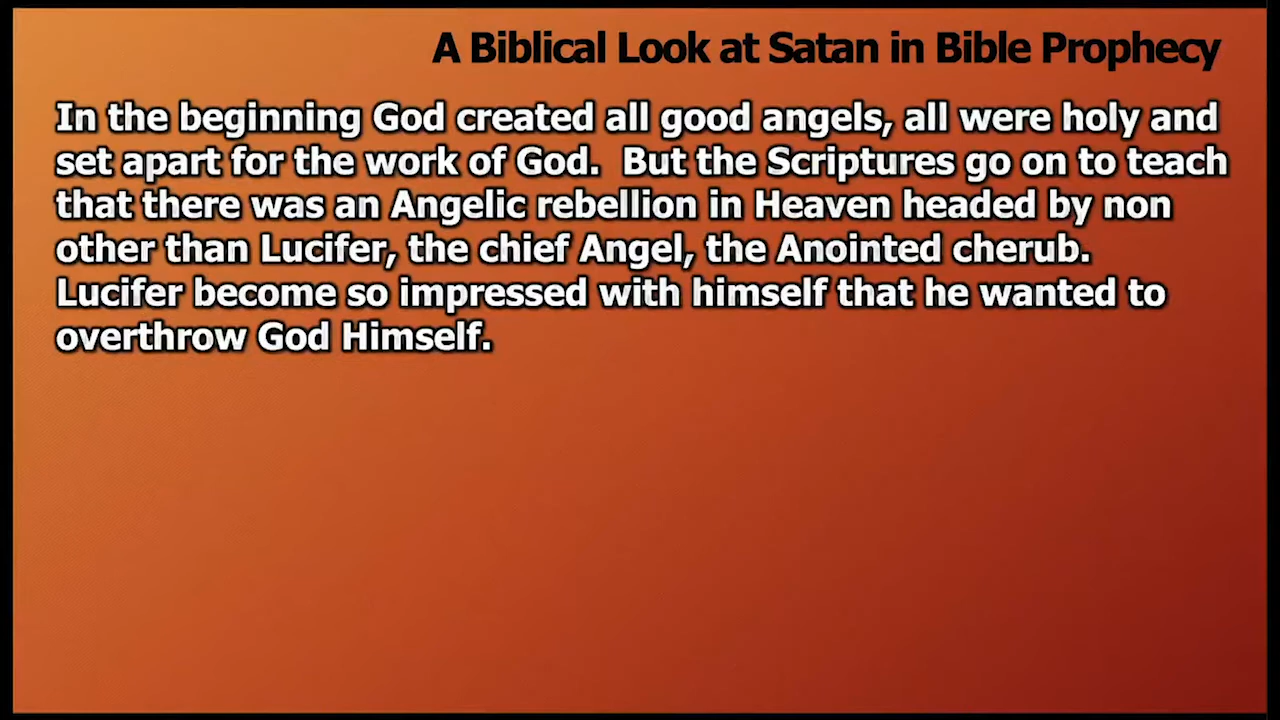 A Biblical Look at Satan in Bible Prophecy
In the beginning God created all good angels, all were holy and
set apart for the work of God.  But the Scriptures go on to teach
that there was an Angelic rebellion in Heaven headed by non
other than Lucifer, the chief Angel, the Anointed cherub.
Lucifer become so impressed with himself that he wanted to
overthrow God Himself.